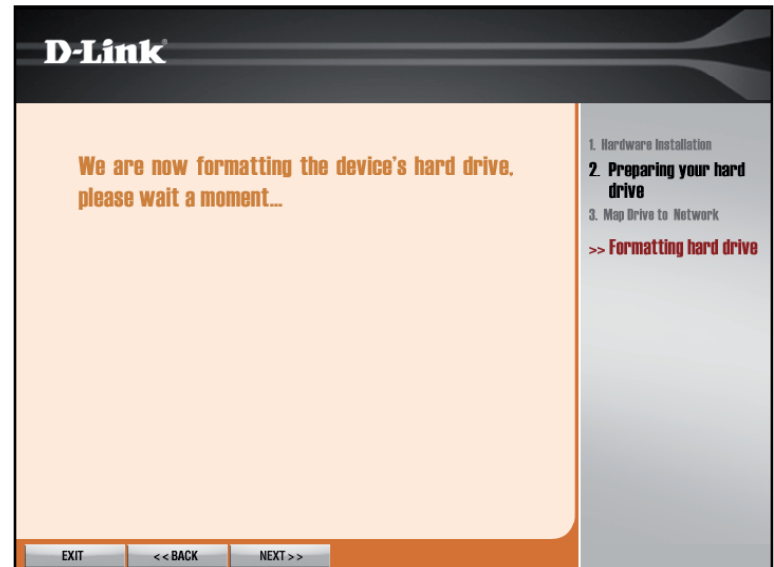 D-Link
We are now formatting the device's hard drive,
please wait a moment...
1. Hardware Installation
2. Preparing your hard
drive
3. Map Drive to Network
>> Formatting hard drive
EXIT
<< BACK
NEXT >>